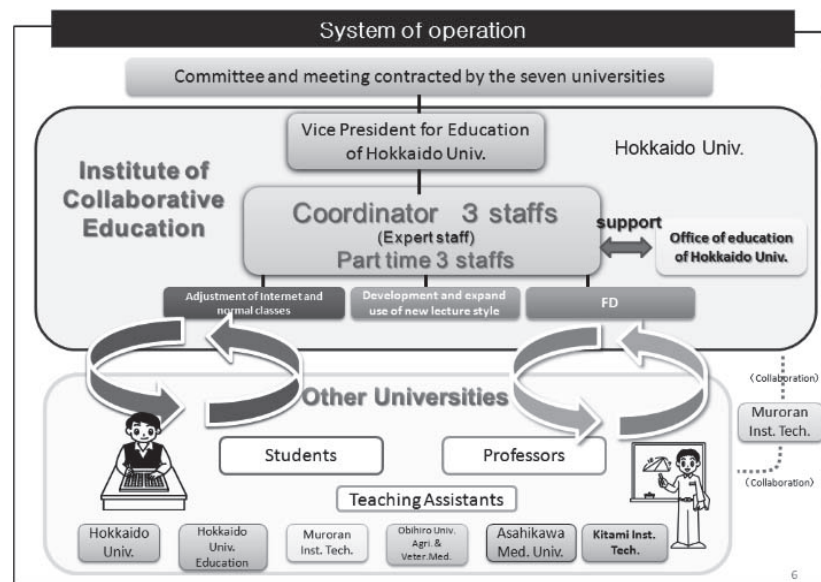 System of operation
Committee and meeting contracted by the seven universities
Vice President for Education
of Hokkaido Univ.
Hokkaido Univ.
Institute of
Collaborative
Education
Coordinator 3 staffs
(Expert staff)
Part time 3 staffs
support
Office of education
of Hokkaido Univ.
Adjustment of Internet and
normal classes
Development and expand
use of new lecture style
FD
Other Universities
(Collaboration)
Muroran
Inst. Tech.
(Collaboration)
Students
Professors
Teaching Assistants
Hokkaido
Univ.
Hokkaido
Univ.
Education
Muroran
Inst. Tech.
Obihiro Univ.
Agri. &
Veter.Med.
Asahikawa
Med. Univ.
Kitami Inst.
Tech.
6